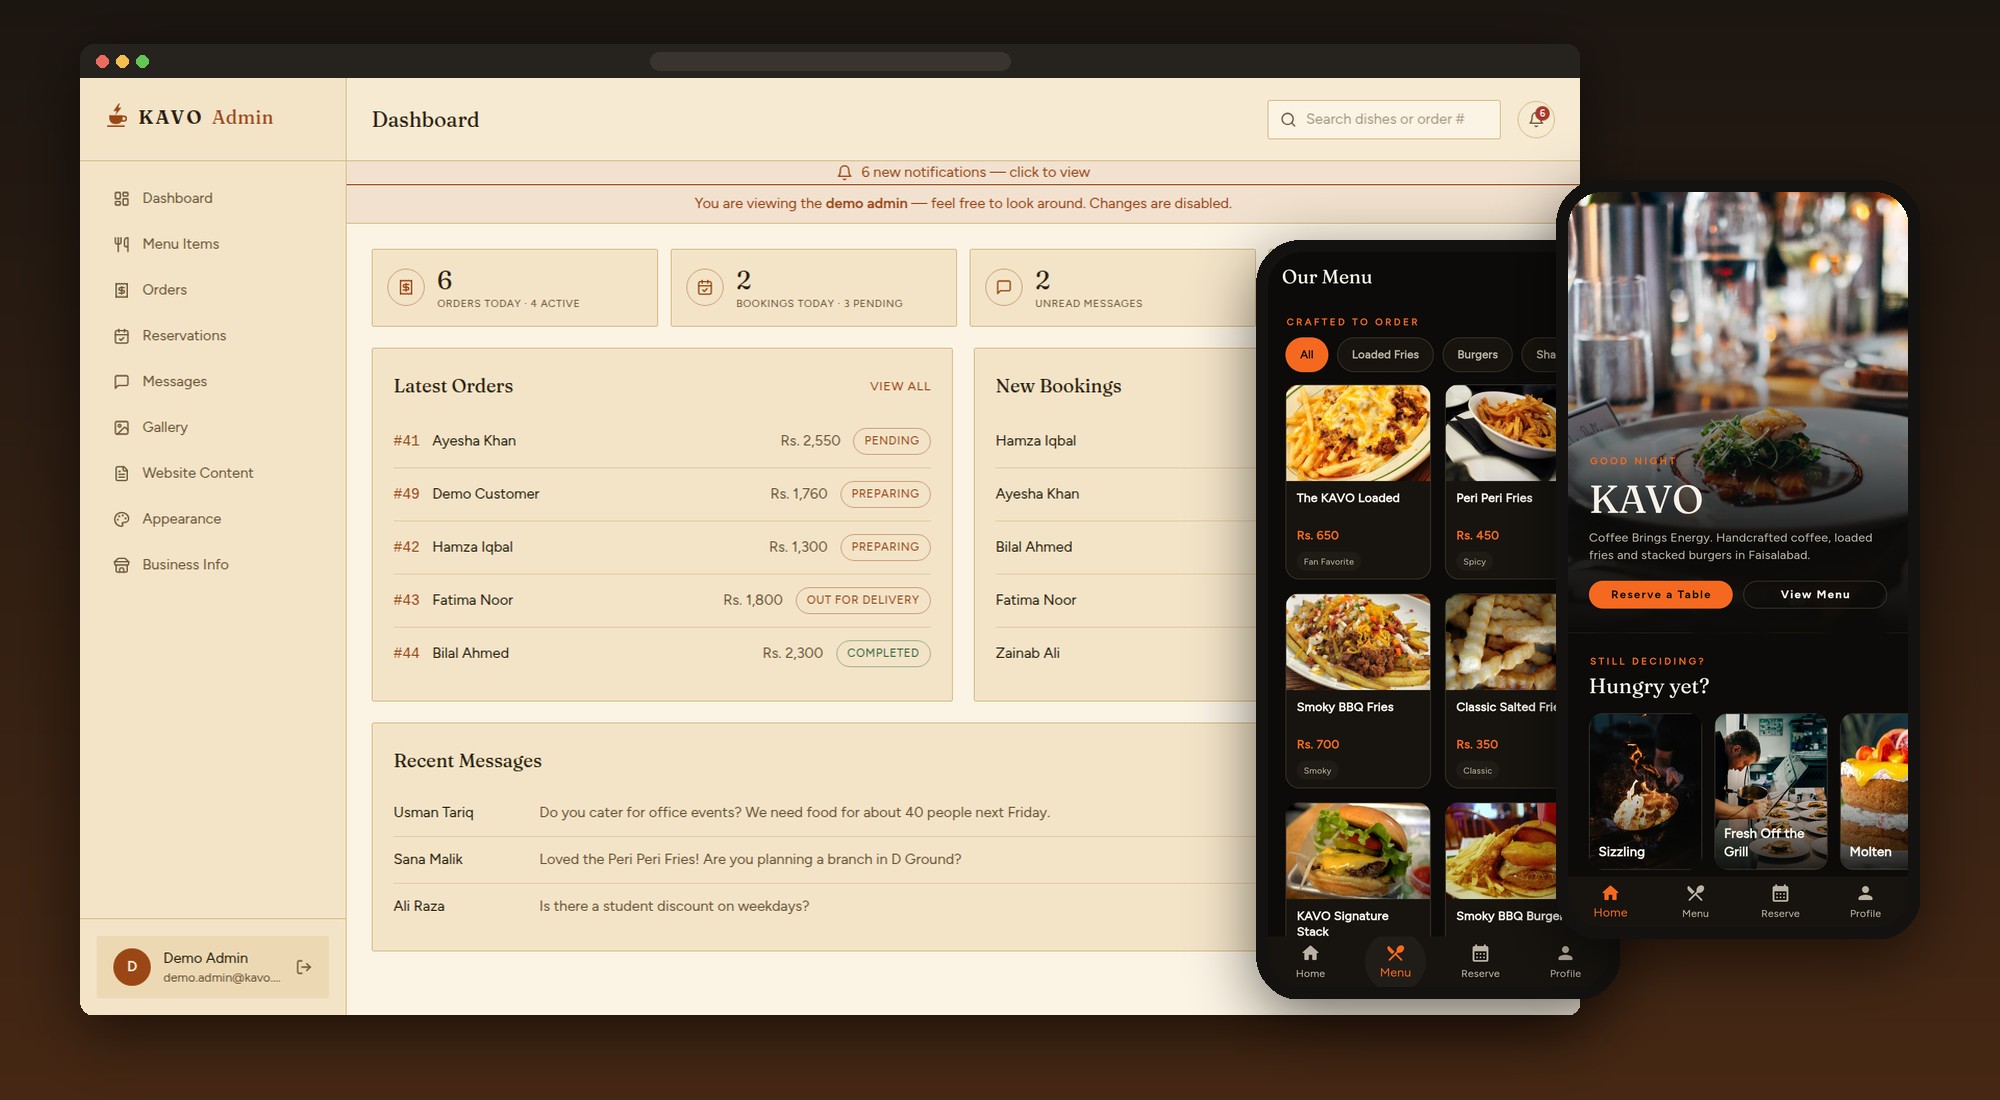 KAVO Admin
Dashboard
Menu Items
Orders
Reservations
Messages
Gallery
Website Content
Appearance
Business Info
D
Demo Admin
demo.admin@kavo....
Dashboard
Search dishes or order #
6
6 new notifications — click to view
You are viewing the demo admin — feel free to look around. Changes are disabled.
6
ORDERS TODAY · 4 ACTIVE
2
BOOKINGS TODAY · 3 PENDING
2
UNREAD MESSAGES
Latest Orders
VIEW ALL
#41 Ayesha Khan Rs. 2,550 PENDING
#49 Demo Customer Rs. 1,760 PREPARING
#42 Hamza Iqbal Rs. 1,300 PREPARING
#43 Fatima Noor Rs. 1,800 OUT FOR DELIVERY
#44 Bilal Ahmed Rs. 2,300 COMPLETED
New Bookings
Hamza Iqbal
Ayesha Khan
Bilal Ahmed
Fatima Noor
Zainab Ali
Recent Messages
Usman Tariq Do you cater for office events? We need food for about 40 people next Friday.
Sana Malik Loved the Peri Peri Fries! Are you planning a branch in D Ground?
Ali Raza Is there a student discount on weekdays?
Our Menu
CRAFTED TO ORDER
All Loaded Fries Burgers Sha
The KAVO Loaded
Rs. 650
Fan Favorite
Peri Peri Fries
Rs. 450
Spicy
Smoky BBQ Fries
Rs. 700
Smoky
Classic Salted Frie
Rs. 350
Classic
KAVO Signature
Stack
Smoky BBQ Burger
Home Menu Reserve Profile
GOOD NIGHT
KAVO
Coffee Brings Energy. Handcrafted coffee, loaded
fries and stacked burgers in Faisalabad.
Reserve a Table View Menu
STILL DECIDING?
Hungry yet?
Sizzling
Fresh Off the
Grill
Molten
Home Menu Reserve Profile